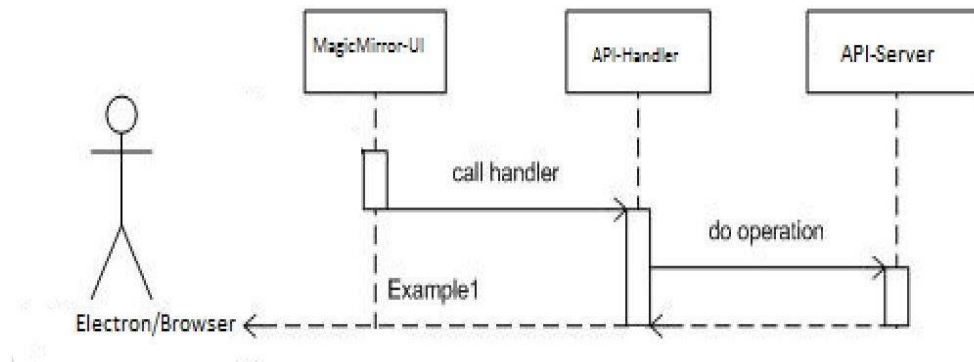 MagicMirror-UI
API-Handler
API-Server
call handler
do operation
Example1
Electron/Browser